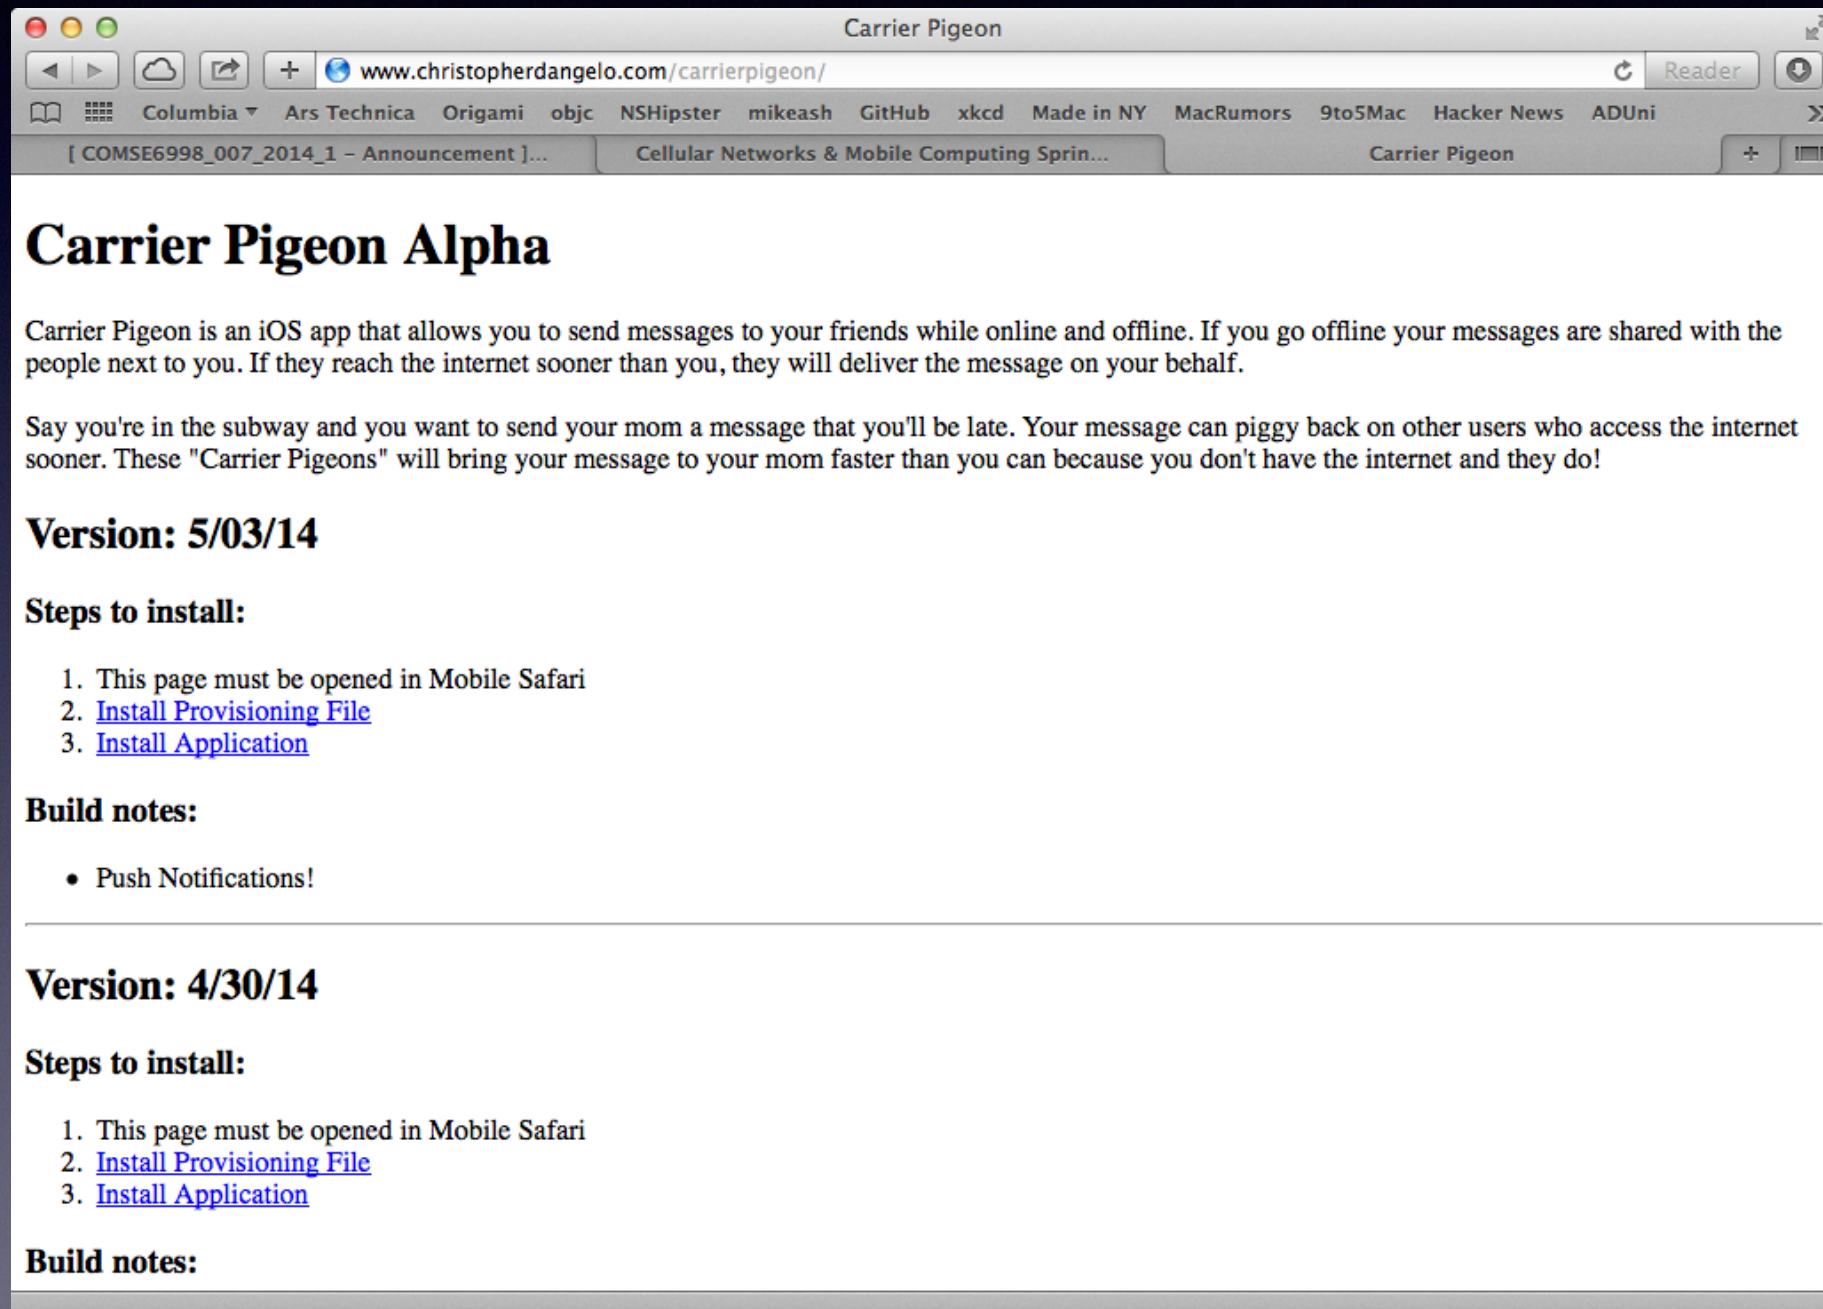 Carrier Pigeon
www.christopherdangelo.com/carrierpigeon/
Reader
Columbia Ars Technica Origami objc NSHipster mikeash GitHub xkcd Made in NY MacRumors 9to5Mac Hacker News ADUni
[ COMSE6998_007_2014_1 – Announcement ]... Cellular Networks & Mobile Computing Sprin... Carrier Pigeon
Carrier Pigeon Alpha
Carrier Pigeon is an iOS app that allows you to send messages to your friends while online and offline. If you go offline your messages are shared with the
people next to you. If they reach the internet sooner than you, they will deliver the message on your behalf.
Say you're in the subway and you want to send your mom a message that you'll be late. Your message can piggy back on other users who access the internet
sooner. These "Carrier Pigeons" will bring your message to your mom faster than you can because you don't have the internet and they do!
Version: 5/03/14
Steps to install:
1. This page must be opened in Mobile Safari
2. Install Provisioning File
3. Install Application
Build notes:
• Push Notifications!
Version: 4/30/14
Steps to install:
1. This page must be opened in Mobile Safari
2. Install Provisioning File
3. Install Application
Build notes: